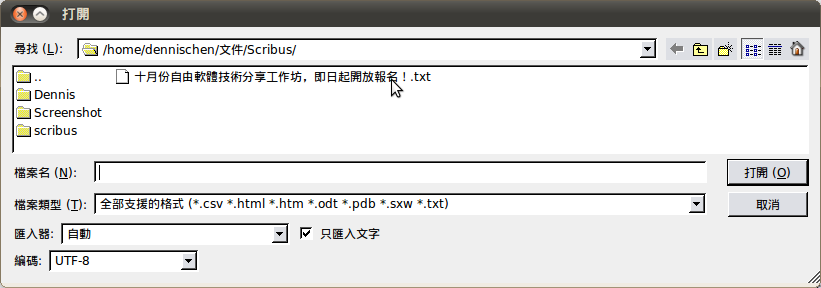 打開
尋找 (L): /home/dennischen/文件/Scribus/
.. 十月份自由軟體技術分享工作坊，即日起開放報名！.txt
Dennis
Screenshot
scribus
檔案名 (N): 打開 (O)
檔案類型 (T): 全部支援的格式 (*.csv *.html *.htm *.odt *.pdb *.sxw *.txt) 取消
匯入器: 自動 只匯入文字
編碼: UTF-8